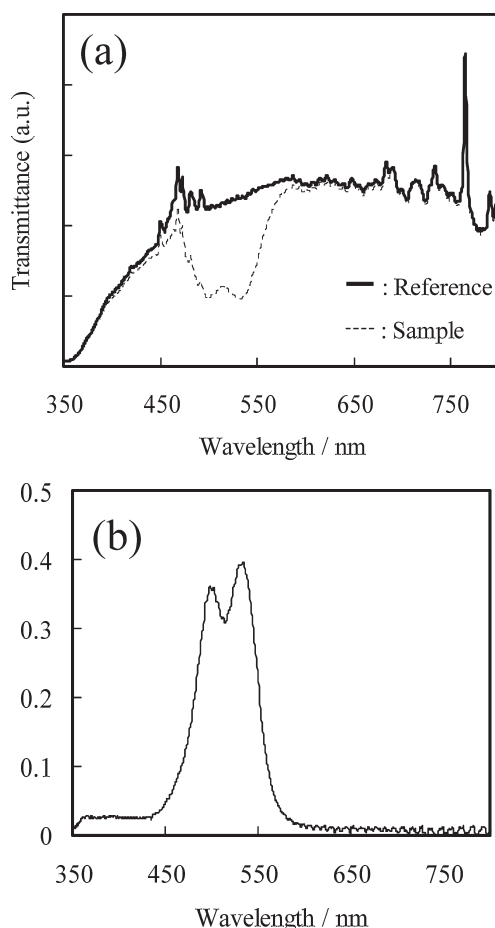 (a)
Transmittance (a.u.)
: Reference
: Sample
350 450 550 650 750
Wavelength / nm
(b)
0.5
0.4
0.3
0.2
0.1
0
350 450 550 650 750
Wavelength / nm